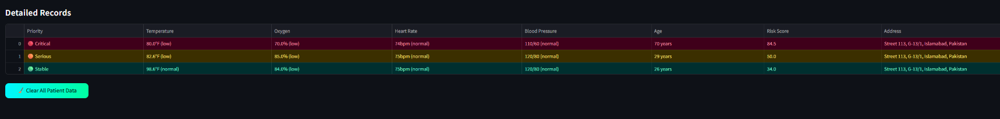 Detailed Records
Priority Temperature Oxygen Heart Rate Blood Pressure Age Risk Score Address
0 Critical 80.0°F (low) 70.0% (low) 74bpm (normal) 110/60 (normal) 70 years 84.5 Street 113, G-13/1, Islamabad, Pakistan
1 Serious 82.6°F (low) 85.0% (low) 75bpm (normal) 120/80 (normal) 29 years 50.0 Street 113, G-13/1, Islamabad, Pakistan
2 Stable 98.6°F (normal) 84.0% (low) 75bpm (normal) 120/80 (normal) 26 years 34.0 Street 113, G-13/1, Islamabad, Pakistan
Clear All Patient Data